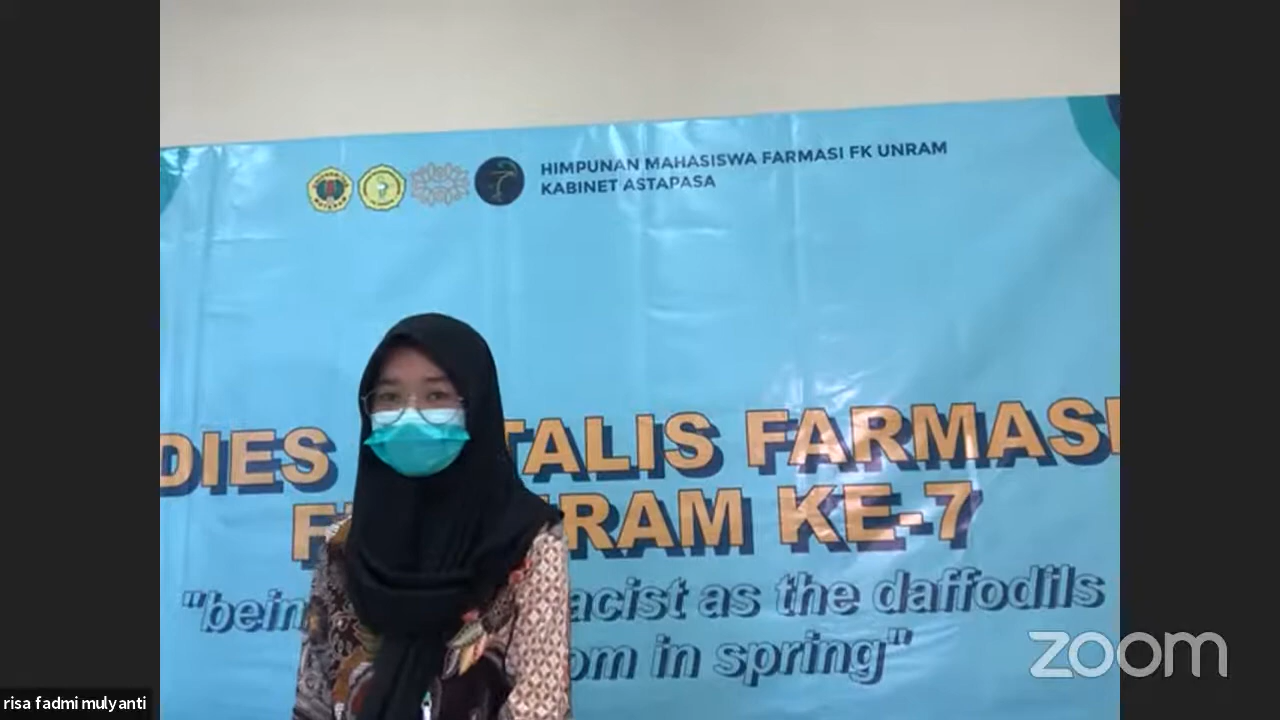 HIMPUNAN MAHASISWA FARMASI FK UNRAM
KABINET ASTAPASA
DIES TALIS FARMASI
F RAM KE-7
"bein acist as the daffodils
om in spring"
zoom
risa fadmi mulyanti